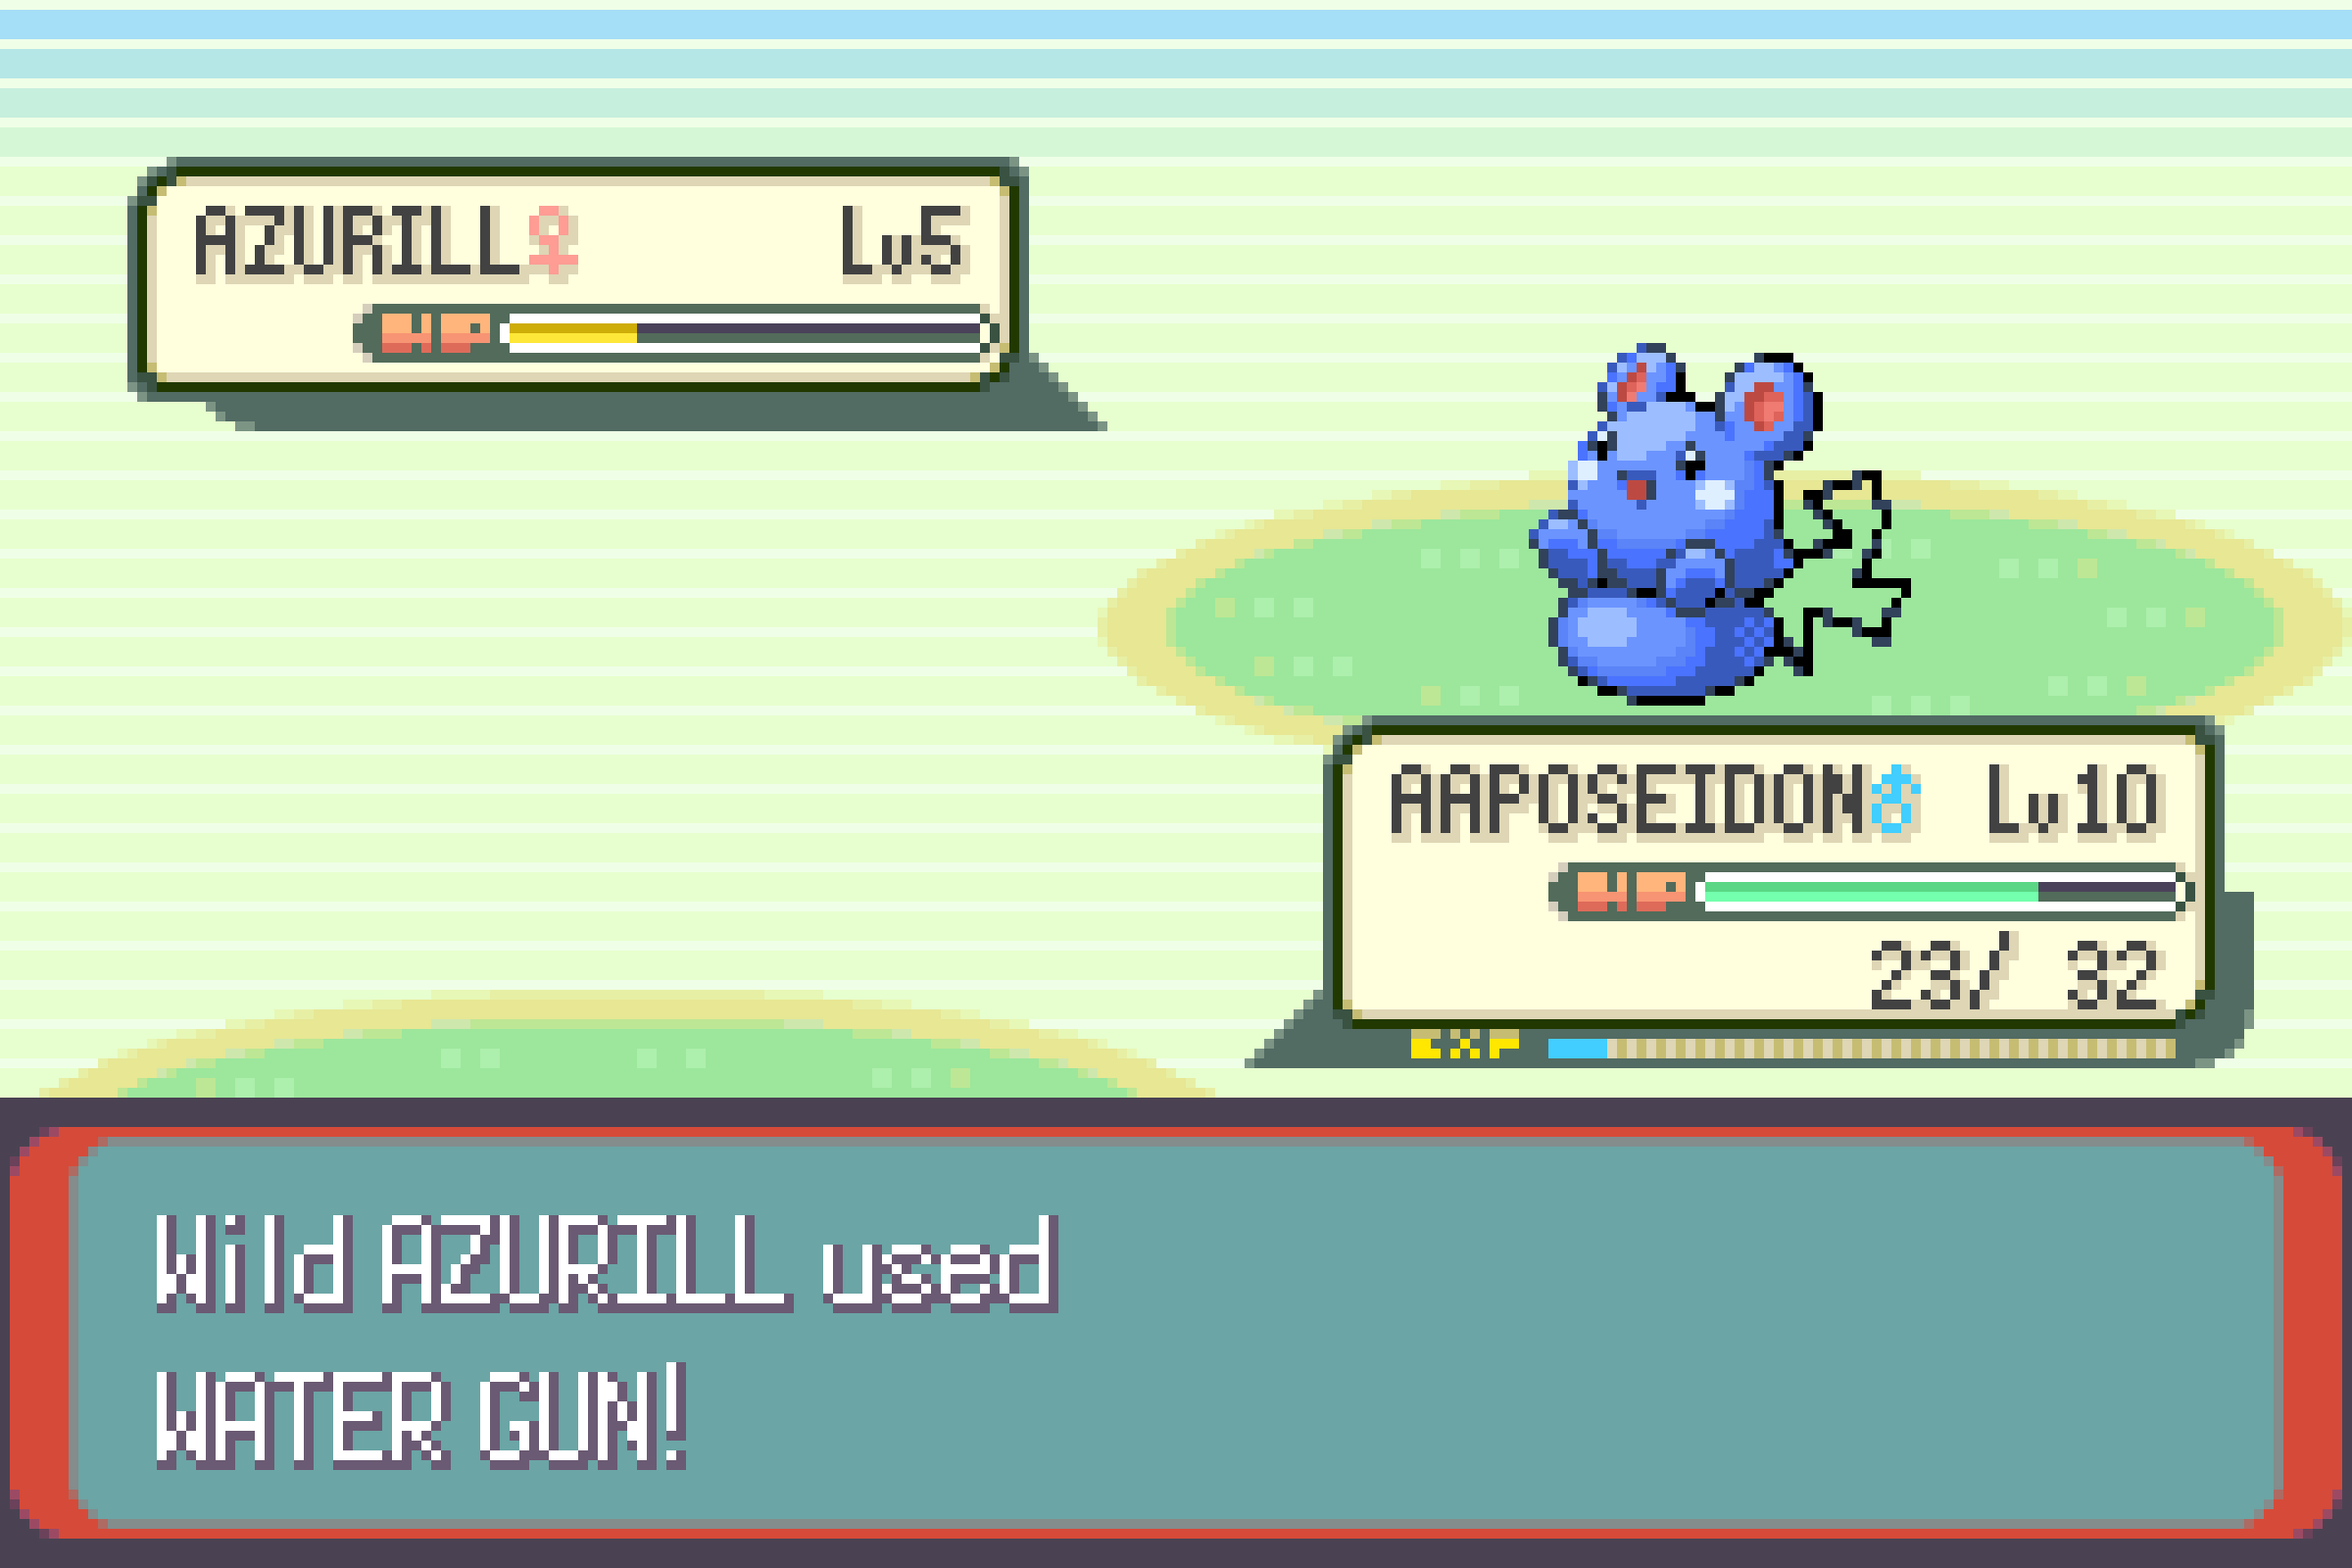 AZURILL♀ Lv5
HP
AAPOSEIDON♂ Lv10
HP
23/ 32
EXP
Wild AZURILL used
WATER GUN!